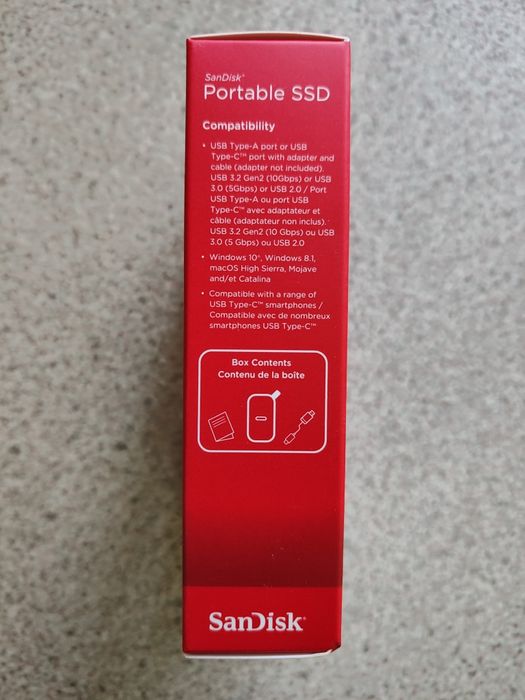 SanDisk®
Portable SSD
Compatibility
• USB Type-A port or USB
Type-C™ port with adapter and
cable (adapter not included).
USB 3.2 Gen2 (10Gbps) or USB
3.0 (5Gbps) or USB 2.0 / Port
USB Type-A ou port USB
Type-C™ avec adaptateur et
câble (adaptateur non inclus).
USB 3.2 Gen2 (10 Gbps) ou USB
3.0 (5 Gbps) ou USB 2.0
• Windows 10+, Windows 8.1,
macOS High Sierra, Mojave
and/et Catalina
• Compatible with a range of
USB Type-C™ smartphones /
Compatible avec de nombreux
smartphones USB Type-C™
Box Contents
Contenu de la boîte
SanDisk®